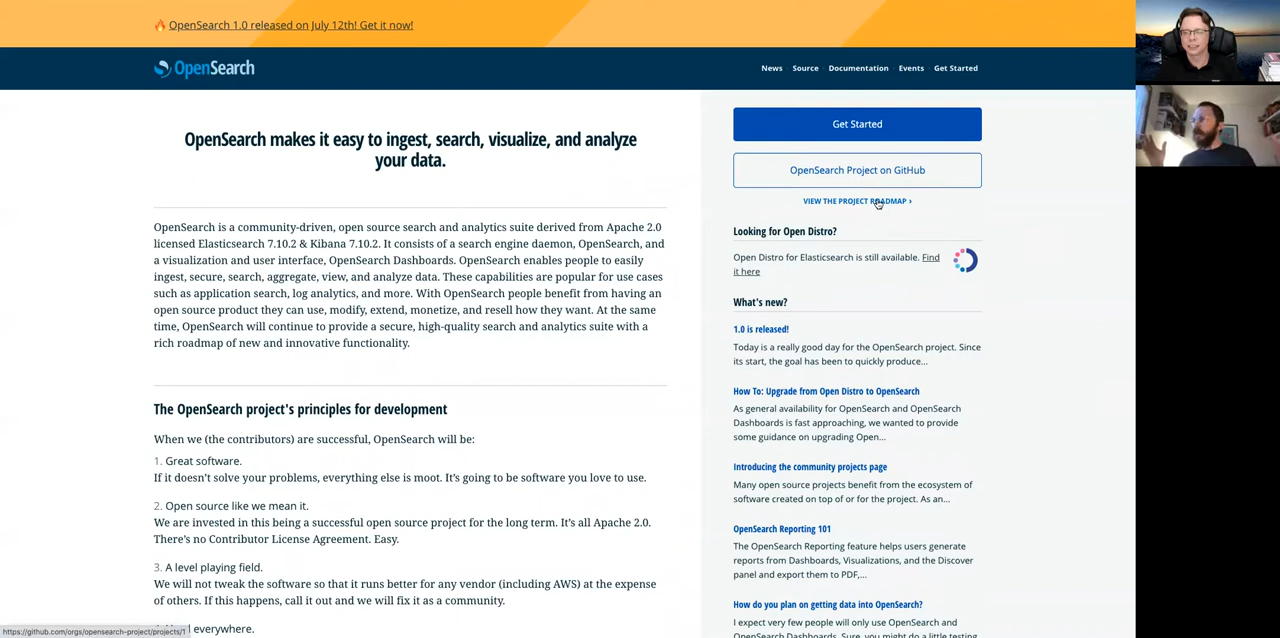 OpenSearch 1.0 released on July 12th! Get it now!
OpenSearch
News · Source · Documentation · Events · Get Started
OpenSearch makes it easy to ingest, search, visualize, and analyze
your data.
OpenSearch is a community-driven, open source search and analytics suite derived from Apache 2.0
licensed Elasticsearch 7.10.2 & Kibana 7.10.2. It consists of a search engine daemon, OpenSearch, and
a visualization and user interface, OpenSearch Dashboards. OpenSearch enables people to easily
ingest, secure, search, aggregate, view, and analyze data. These capabilities are popular for use cases
such as application search, log analytics, and more. With OpenSearch people benefit from having an
open source product they can use, modify, extend, monetize, and resell how they want. At the same
time, OpenSearch will continue to provide a secure, high-quality search and analytics suite with a
rich roadmap of new and innovative functionality.
The OpenSearch project's principles for development
When we (the contributors) are successful, OpenSearch will be:
1. Great software.
If it doesn't solve your problems, everything else is moot. It's going to be software you love to use.
2. Open source like we mean it.
We are invested in this being a successful open source project for the long term. It's all Apache 2.0.
There's no Contributor License Agreement. Easy.
3. A level playing field.
We will not tweak the software so that it runs better for any vendor (including AWS) at the expense
of others. If this happens, call it out and we will fix it as a community.
everywhere.
https://github.com/orgs/opensearch-project/projects/1
Get Started
OpenSearch Project on GitHub
VIEW THE PROJECT ROADMAP ›
Looking for Open Distro?
Open Distro for Elasticsearch is still available. Find
it here
What's new?
1.0 is released!
Today is a really good day for the OpenSearch project. Since
its start, the goal has been to quickly produce...
How To: Upgrade from Open Distro to OpenSearch
As general availability for OpenSearch and OpenSearch
Dashboards is fast approaching, we wanted to provide
some guidance on upgrading Open...
Introducing the community projects page
Many open source projects benefit from the ecosystem of
software created on top of or for the project. As an...
OpenSearch Reporting 101
The OpenSearch Reporting feature helps users generate
reports from Dashboards, Visualizations, and the Discover
panel and export them to PDF,...
How do you plan on getting data into OpenSearch?
I expect very few people will only use OpenSearch and
OpenSearch Dashboards. Sure, you might do a little testing